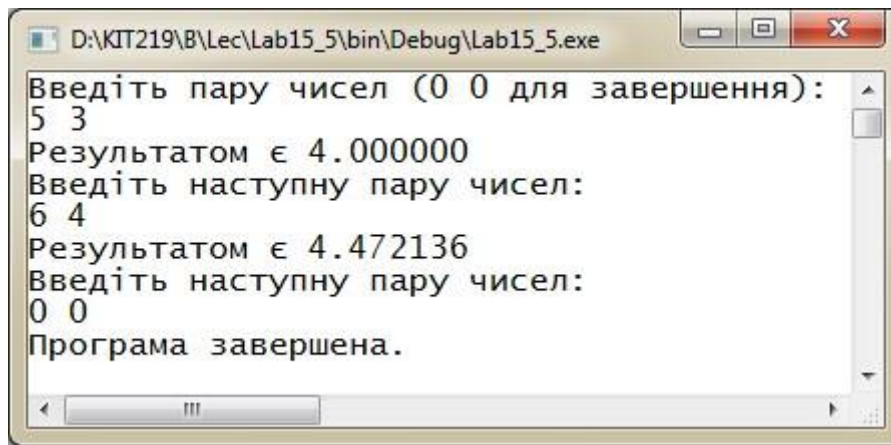 D:\KIT219\B\Lec\Lab15_5\bin\Debug\Lab15_5.exe
Введіть пару чисел (0 0 для завершення):
5 3
Результатом є 4.000000
Введіть наступну пару чисел:
6 4
Результатом є 4.472136
Введіть наступну пару чисел:
0 0
Програма завершена.